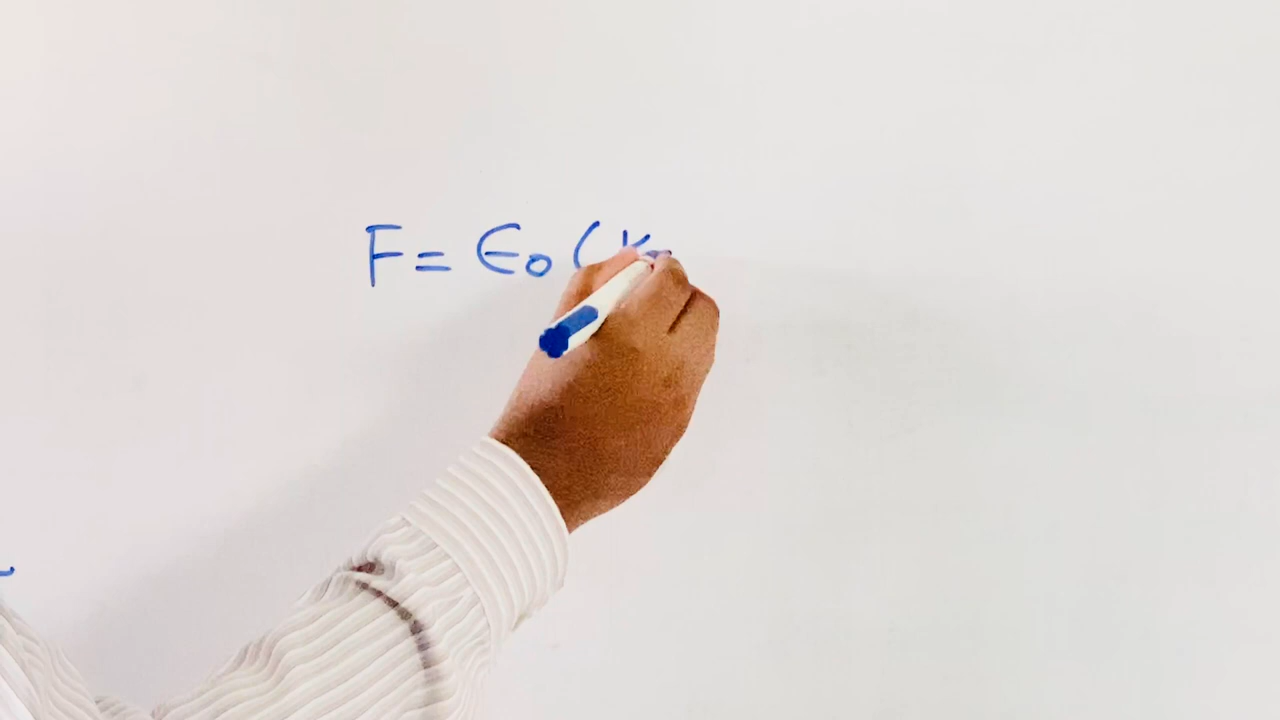 F = ϵ₀ (